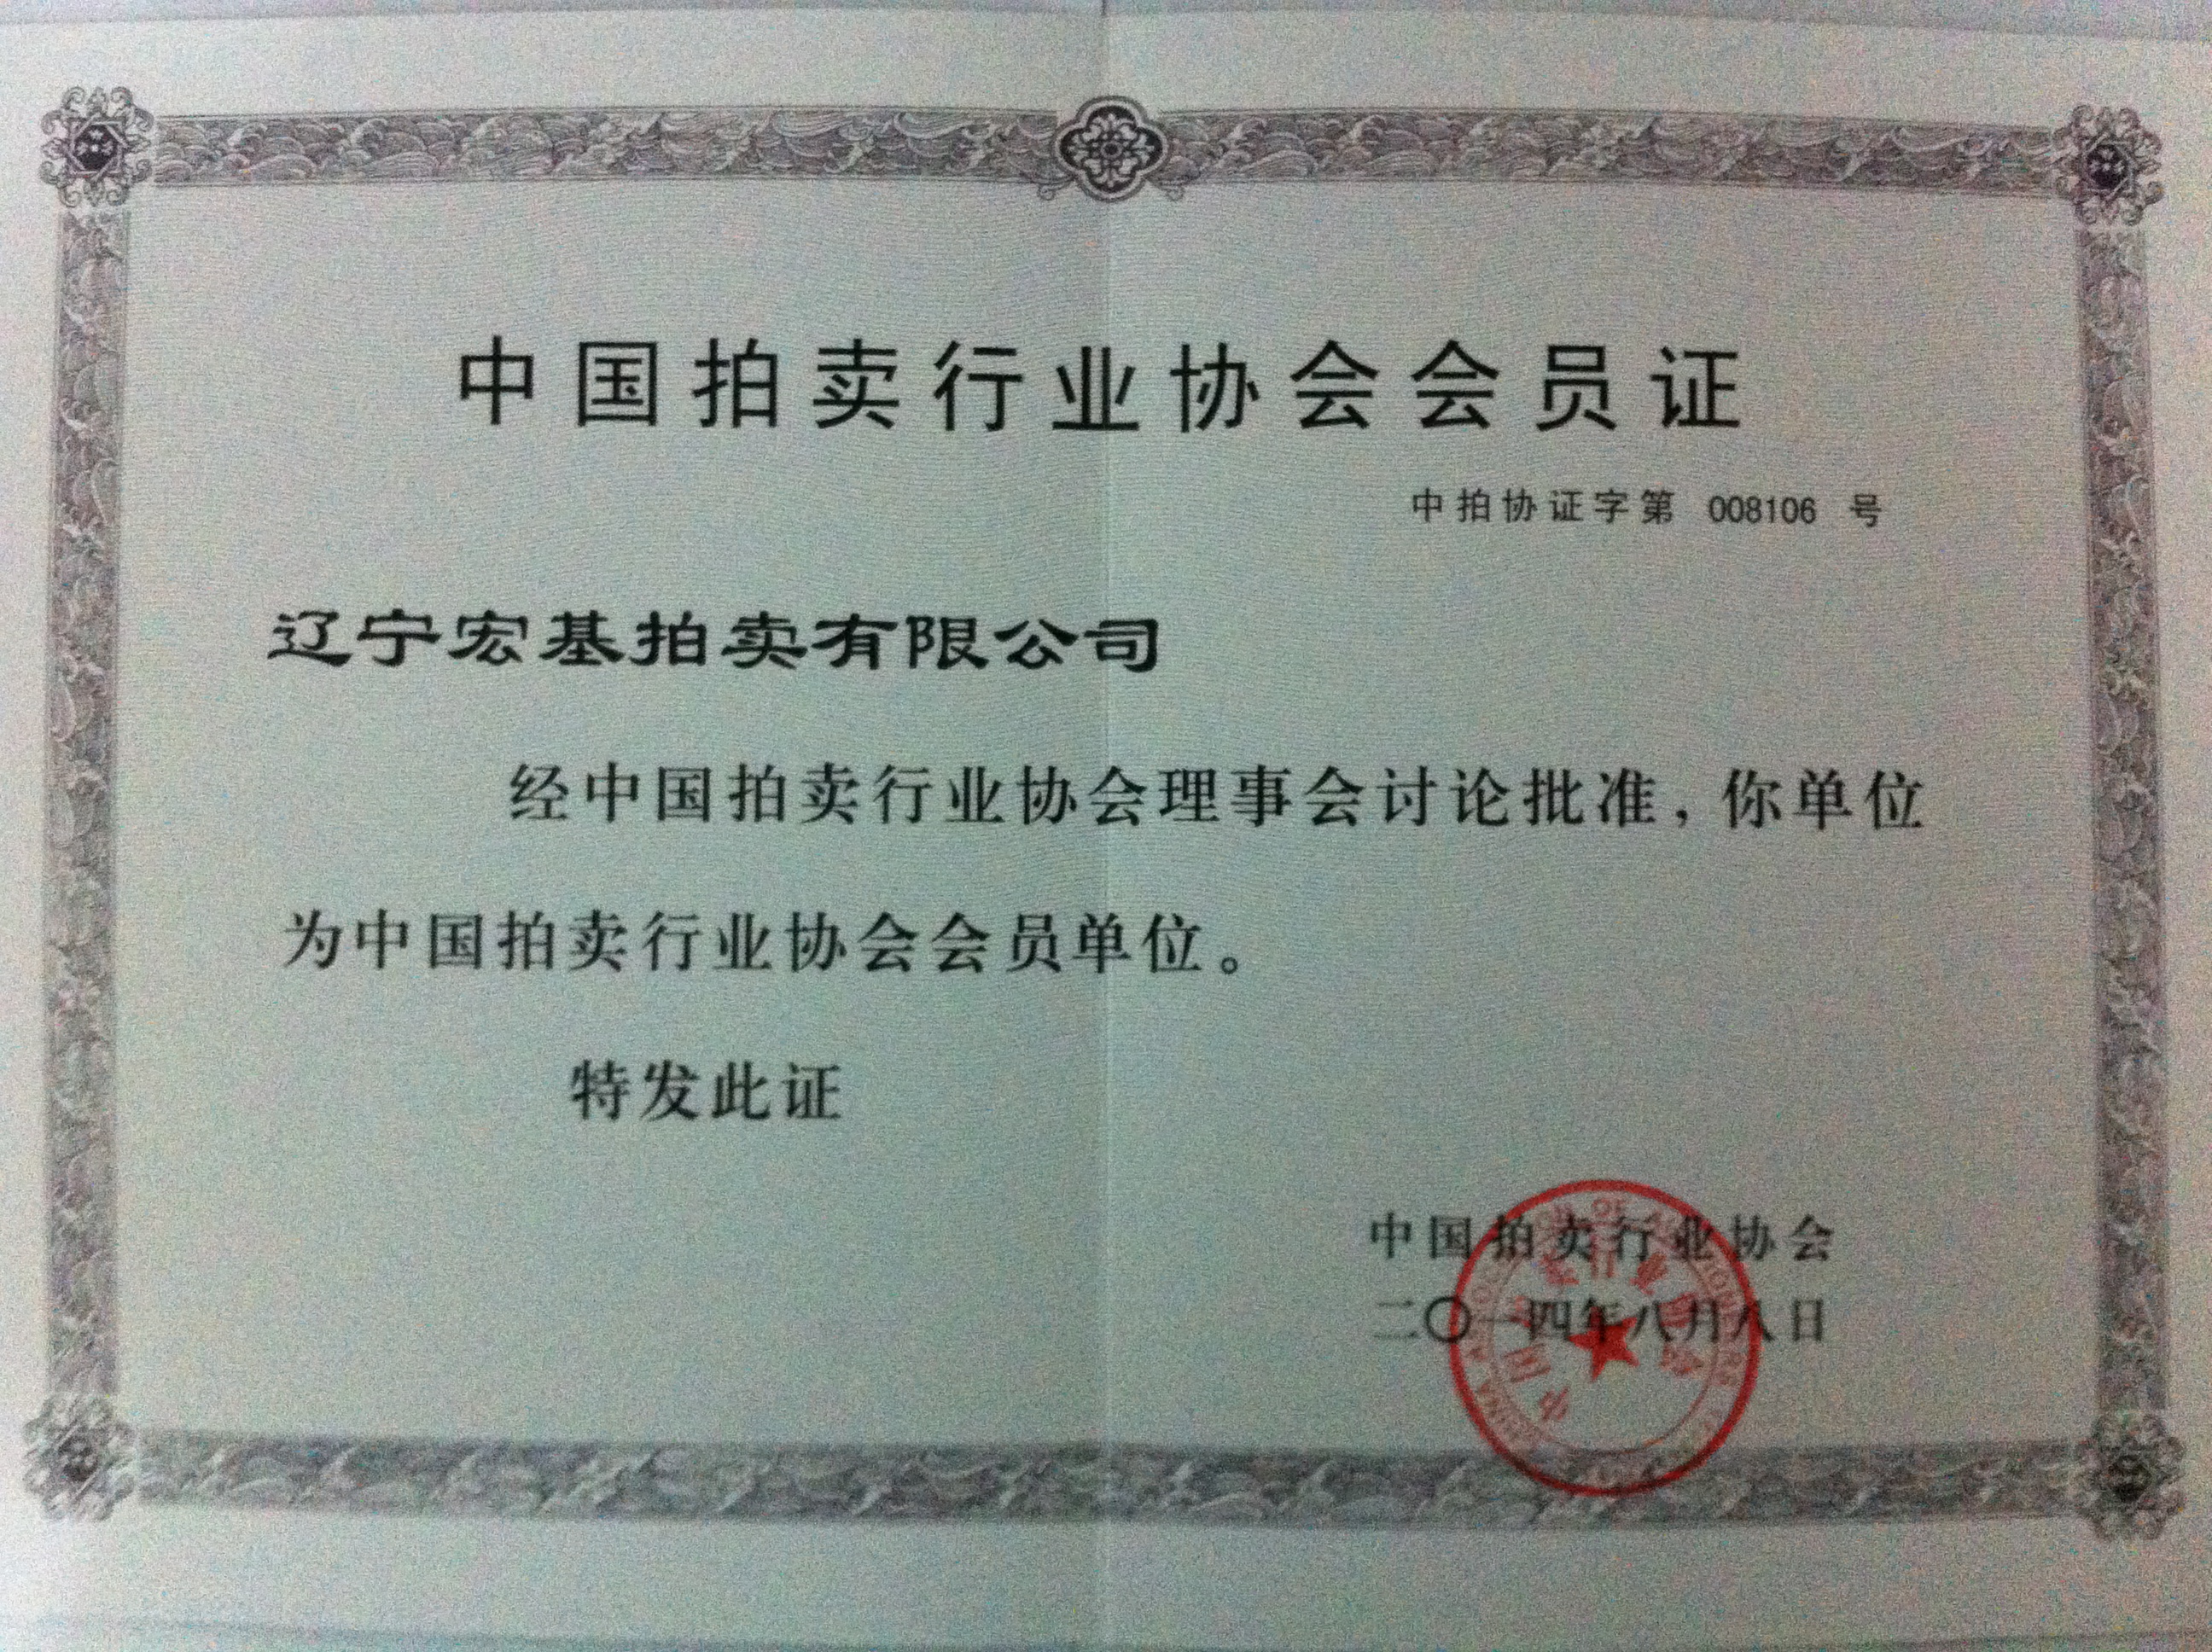 中国拍卖行业协会会员证
中拍协证字第 008106 号
辽宁宏基拍卖有限公司
经中国拍卖行业协会理事会讨论批准，你单位
为中国拍卖行业协会会员单位。
特发此证
中国拍卖行业协会
二〇一四年八月八日